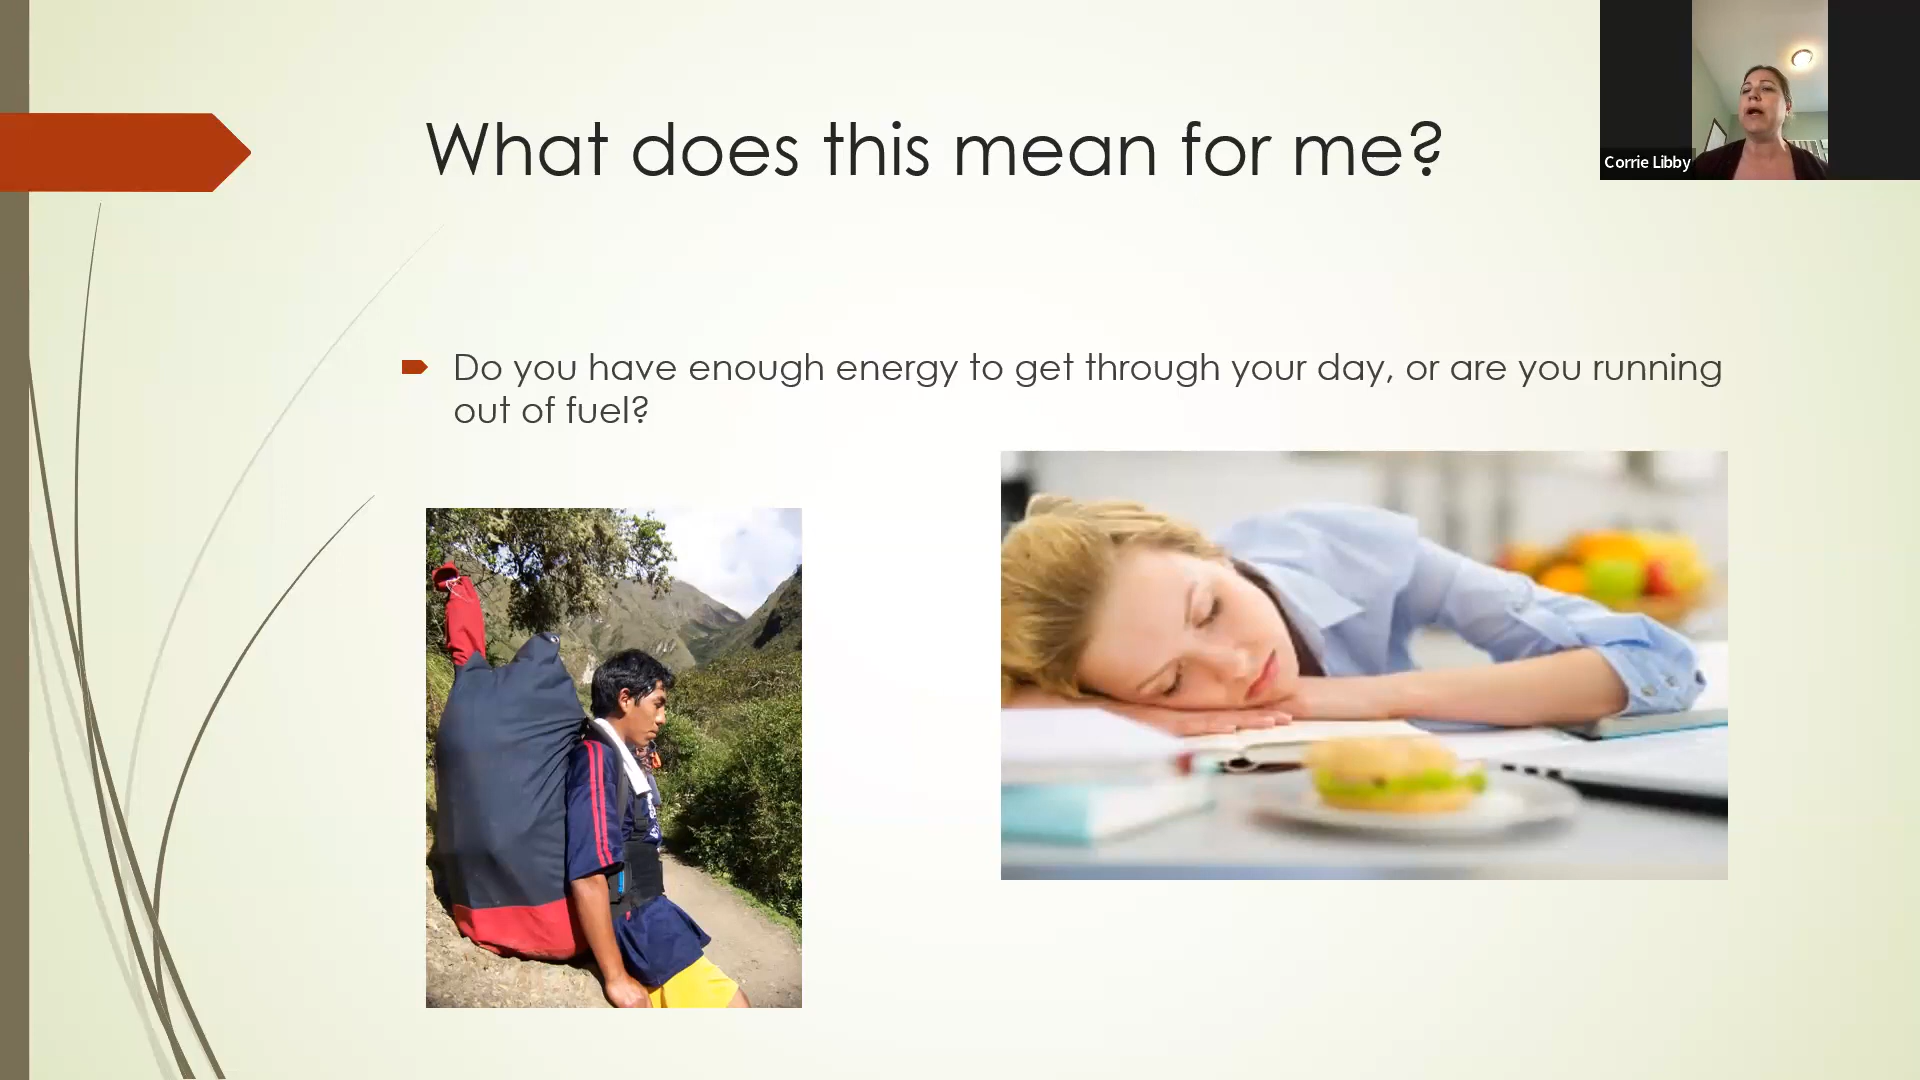 What does this mean for me?
Corrie Libby
Do you have enough energy to get through your day, or are you running
out of fuel?